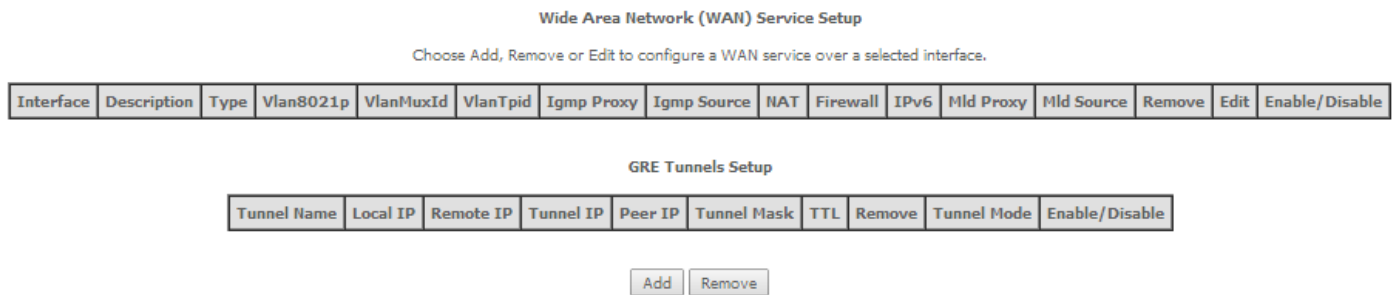 Wide Area Network (WAN) Service Setup
Choose Add, Remove or Edit to configure a WAN service over a selected interface.
Interface Description Type Vlan8021p VlanMuxId VlanTpid Igmp Proxy Igmp Source NAT Firewall IPv6 Mld Proxy Mld Source Remove Edit Enable/Disable
GRE Tunnels Setup
Tunnel Name Local IP Remote IP Tunnel IP Peer IP Tunnel Mask TTL Remove Tunnel Mode Enable/Disable
Add Remove